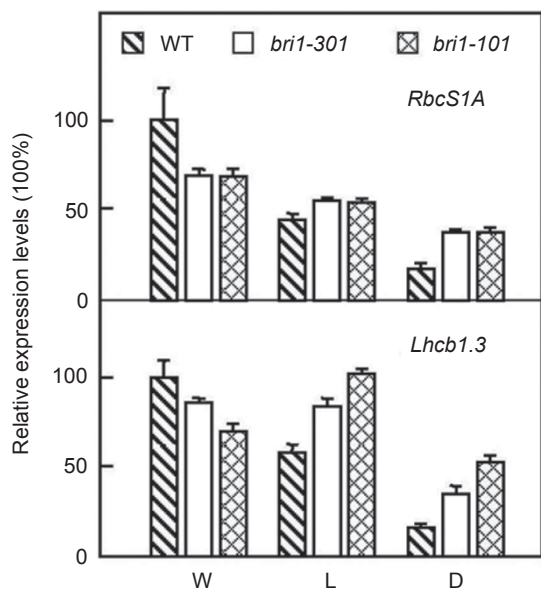 WT bri1-301 bri1-101
RbcS1A
100
50
0
Lhcb1.3
100
50
0
Relative expression levels (100%)
W L D